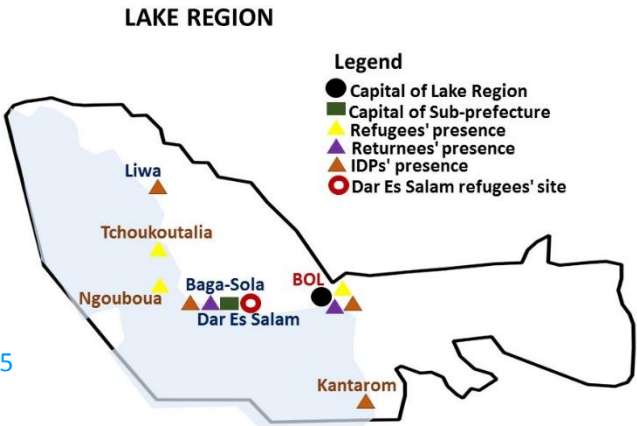 LAKE REGION
Legend
Capital of Lake Region
Capital of Sub-prefecture
Refugees' presence
Returnees' presence
IDPs' presence
Dar Es Salam refugees' site
Liwa
Tchoukoutalia
Baga-Sola
BOL
Ngouboua
Dar Es Salam
5
Kantarom